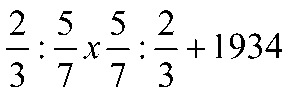 2/3 : 5/7 x 5/7 : 2/3 + 1934